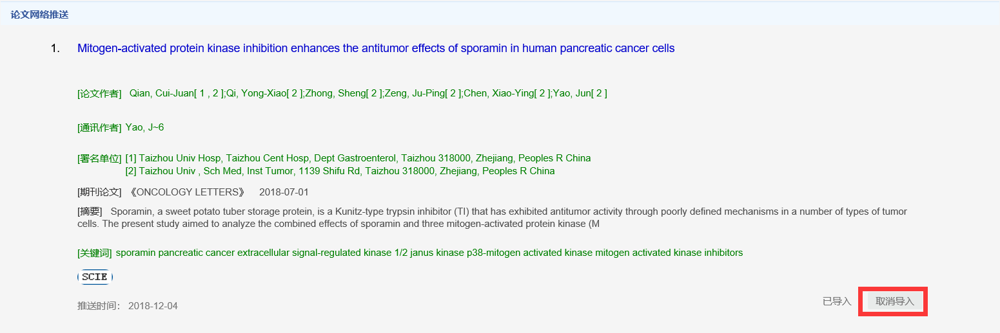 论文网络推送
1. Mitogen-activated protein kinase inhibition enhances the antitumor effects of sporamin in human pancreatic cancer cells
[论文作者] Qian, Cui-Juan[ 1 , 2 ];Qi, Yong-Xiao[ 2 ];Zhong, Sheng[ 2 ];Zeng, Ju-Ping[ 2 ];Chen, Xiao-Ying[ 2 ];Yao, Jun[ 2 ]
[通讯作者] Yao, J~6
[署名单位] [1] Taizhou Univ Hosp, Taizhou Cent Hosp, Dept Gastroenterol, Taizhou 318000, Zhejiang, Peoples R China
[2] Taizhou Univ , Sch Med, Inst Tumor, 1139 Shifu Rd, Taizhou 318000, Zhejiang, Peoples R China
[期刊论文] 《ONCOLOGY LETTERS》 2018-07-01
[摘要] Sporamin, a sweet potato tuber storage protein, is a Kunitz-type trypsin inhibitor (TI) that has exhibited antitumor activity through poorly defined mechanisms in a number of types of tumor
cells. The present study aimed to analyze the combined effects of sporamin and three mitogen-activated protein kinase (M
[关键词] sporamin pancreatic cancer extracellular signal-regulated kinase 1/2 janus kinase p38-mitogen activated kinase mitogen activated kinase inhibitors
SCIE
推送时间： 2018-12-04 已导入 取消导入